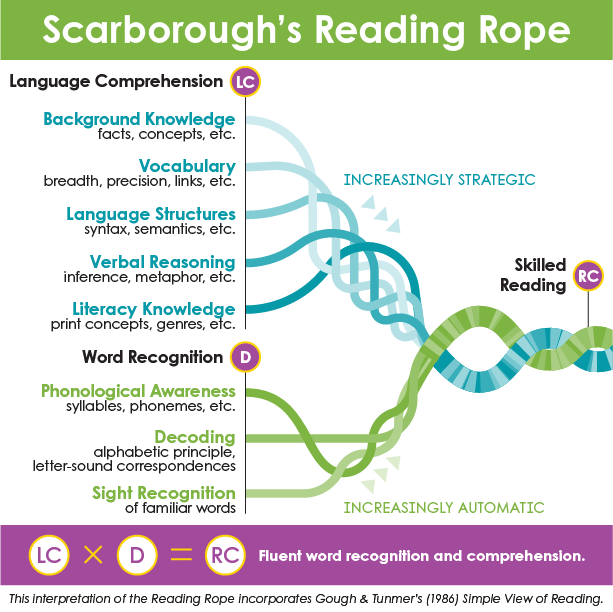 Scarborough's Reading Rope
Language Comprehension LC
Background Knowledge
facts, concepts, etc.
Vocabulary
breadth, precision, links, etc.
INCREASINGLY STRATEGIC
Language Structures
syntax, semantics, etc.
Verbal Reasoning
inference, metaphor, etc.
Skilled
Reading
RC
Literacy Knowledge
print concepts, genres, etc.
Word Recognition D
Phonological Awareness
syllables, phonemes, etc.
Decoding
alphabetic principle,
letter-sound correspondences
Sight Recognition
of familiar words
INCREASINGLY AUTOMATIC
LC × D = RC Fluent word recognition and comprehension.
This interpretation of the Reading Rope incorporates Gough & Tunmer's (1986) Simple View of Reading.